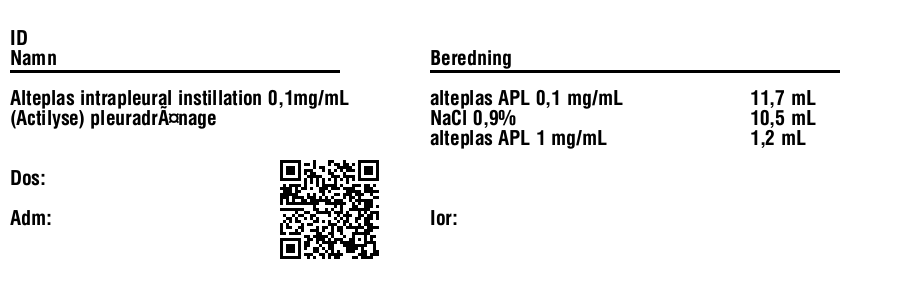 ID
Namn
Beredning
Alteplas intrapleural instillation 0,1mg/mL
(Actilyse) pleuradrÃ¤nage
alteplas APL 0,1 mg/mL 11,7 mL
NaCl 0,9% 10,5 mL
alteplas APL 1 mg/mL 1,2 mL
Dos:
Adm:
Ior: